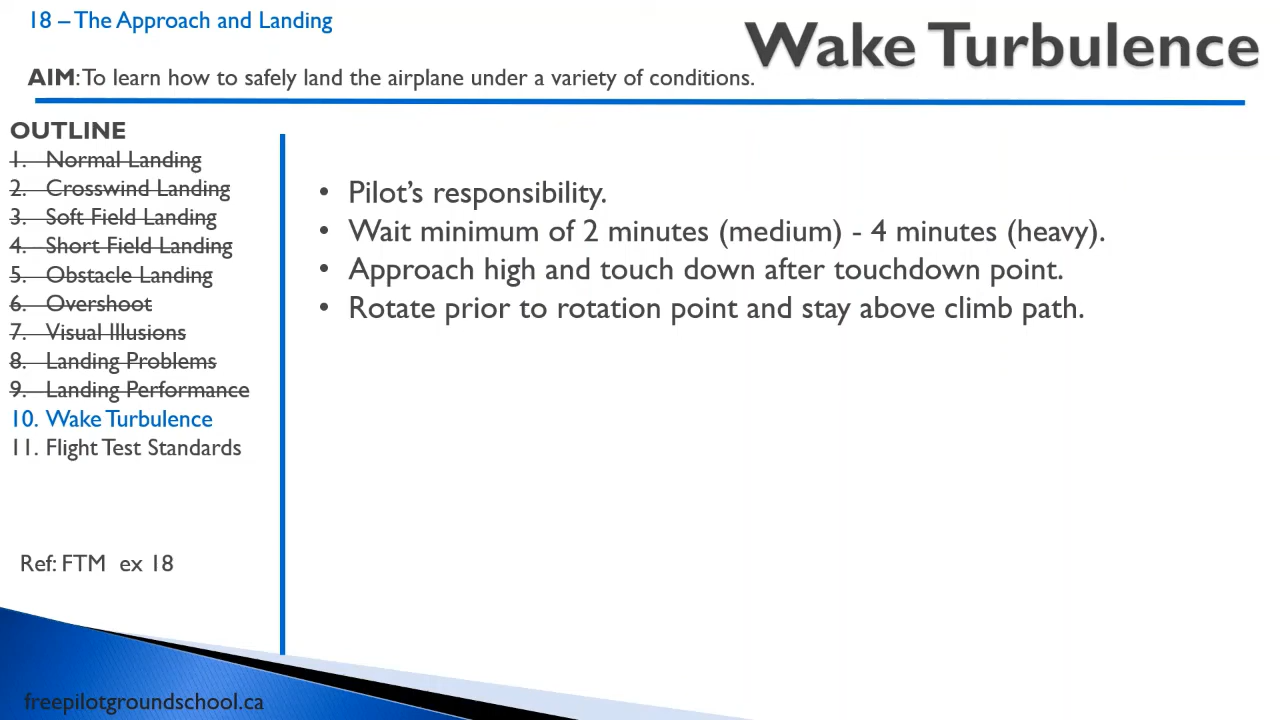 18 – The Approach and Landing
Wake Turbulence
AIM: To learn how to safely land the airplane under a variety of conditions.
OUTLINE
1. Normal Landing
2. Crosswind Landing
3. Soft Field Landing
4. Short Field Landing
5. Obstacle Landing
6. Overshoot
7. Visual Illusions
8. Landing Problems
9. Landing Performance
10. Wake Turbulence
11. Flight Test Standards
Ref: FTM ex 18
• Pilot’s responsibility.
• Wait minimum of 2 minutes (medium) - 4 minutes (heavy).
• Approach high and touch down after touchdown point.
• Rotate prior to rotation point and stay above climb path.
freepilotgroundschool.ca